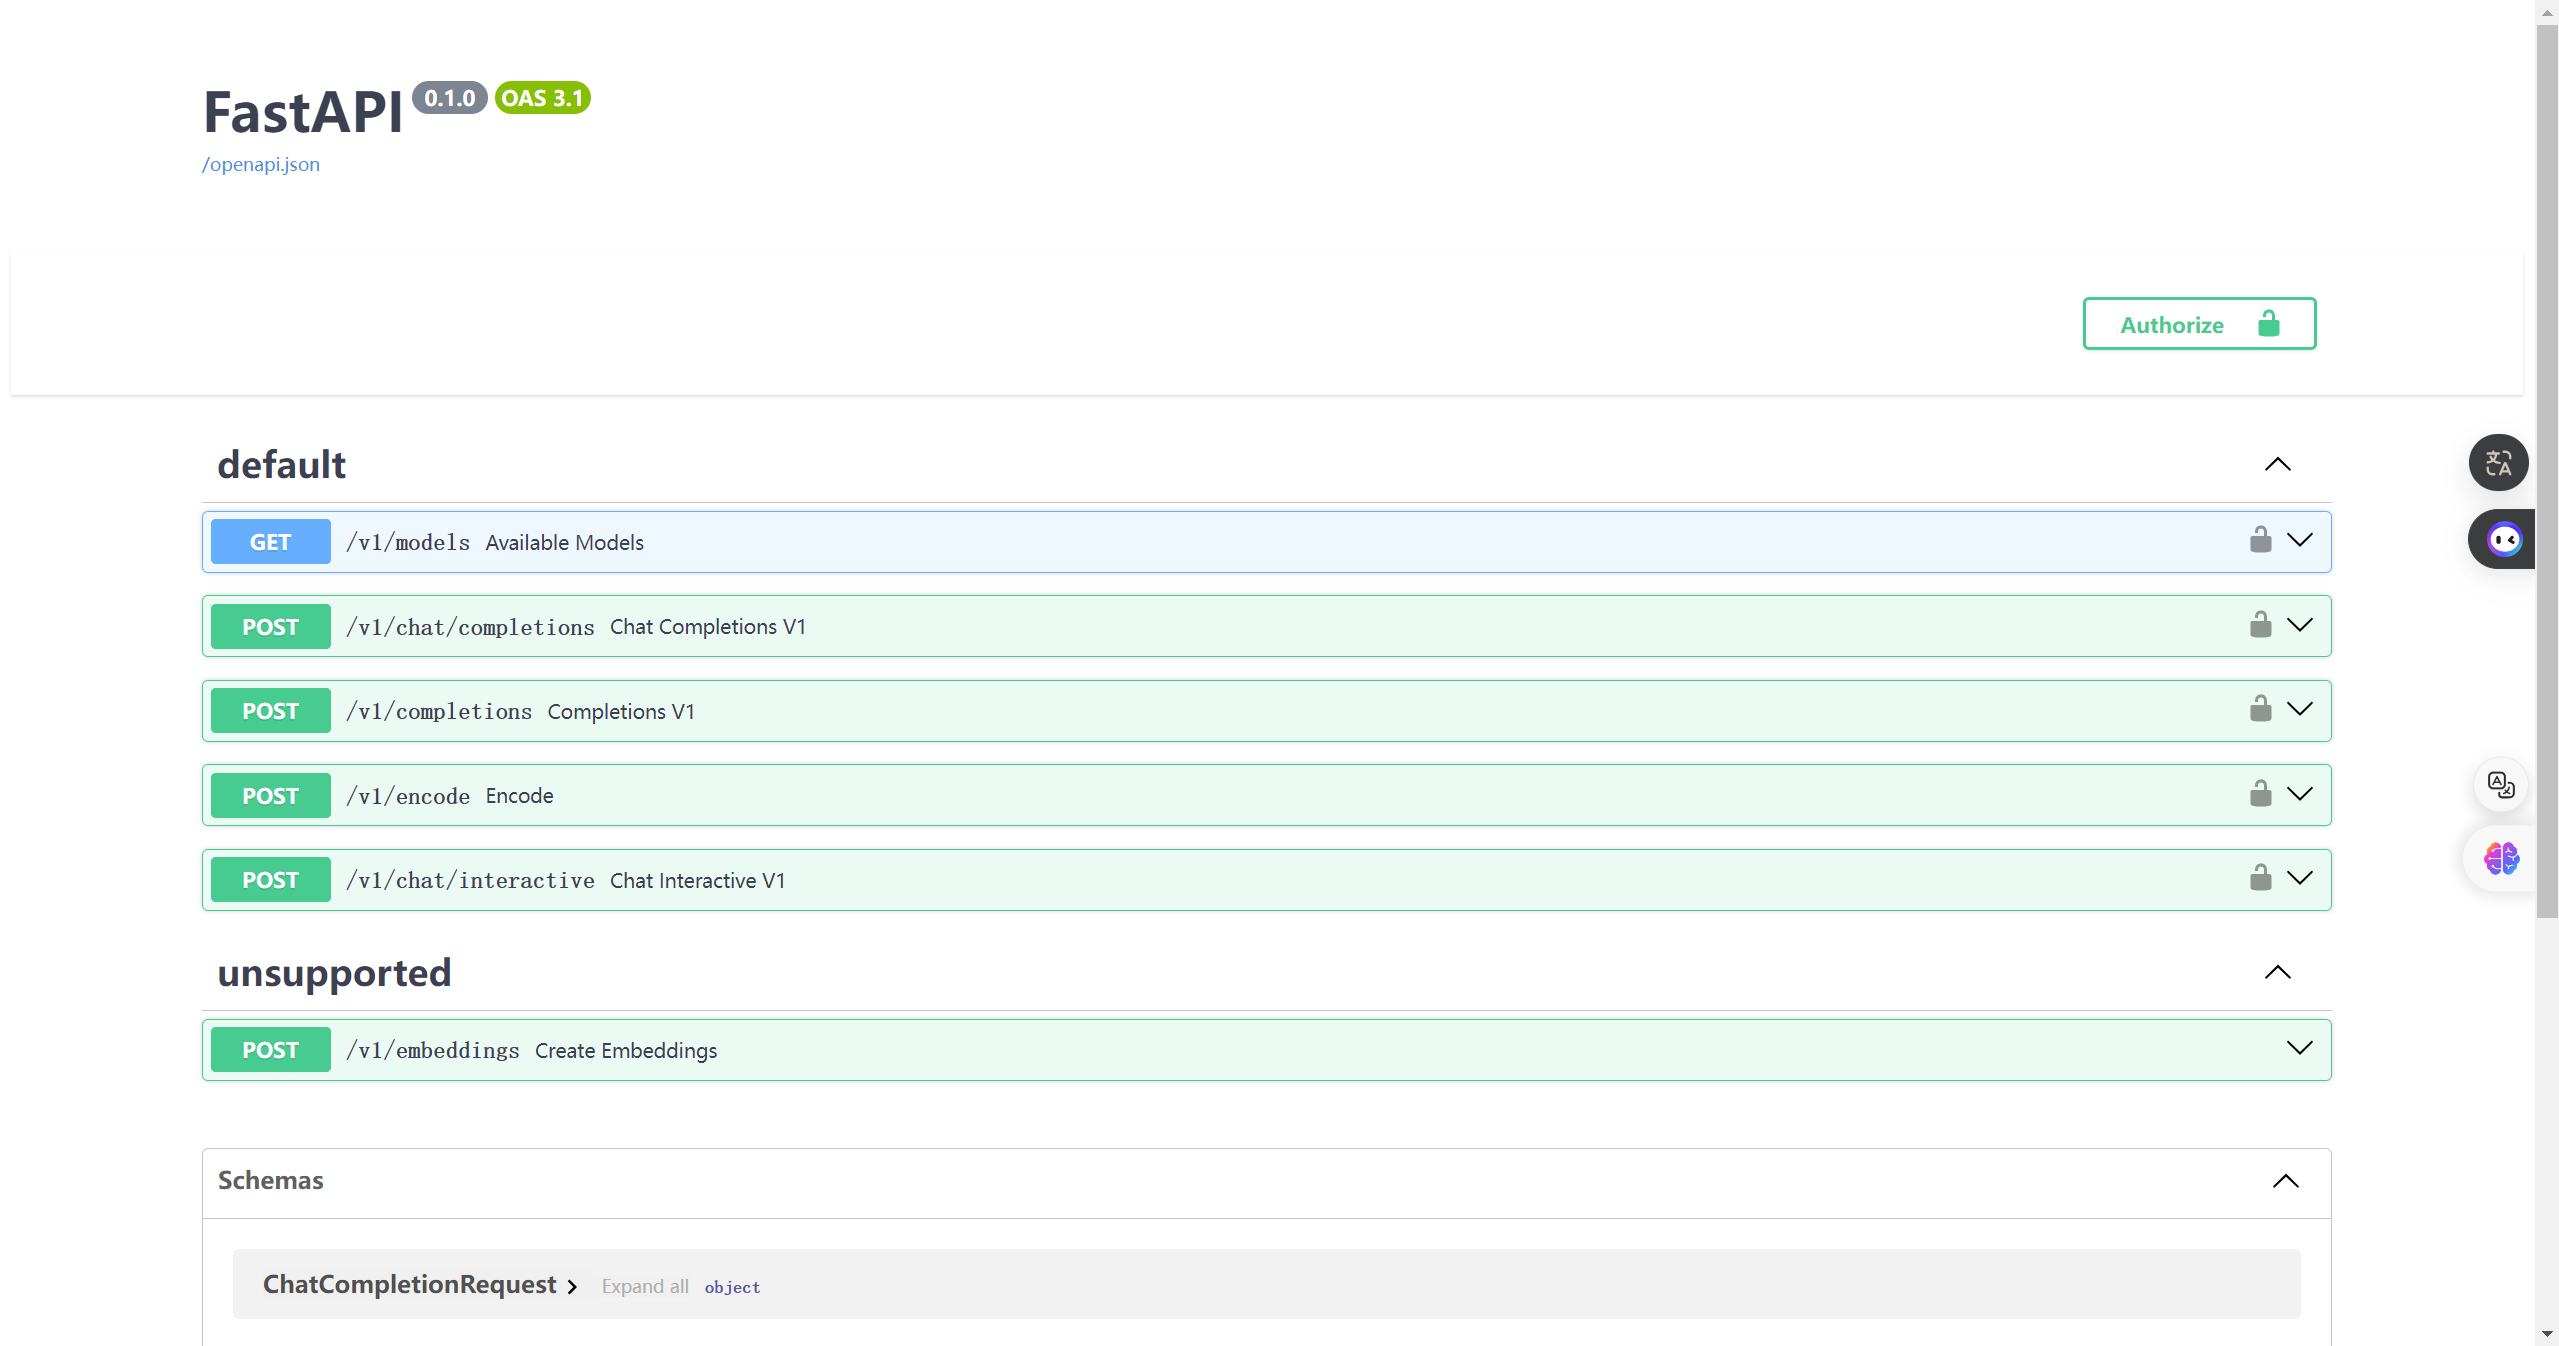 FastAPI 0.1.0 OAS 3.1
/openapi.json
Authorize
default
GET /v1/models Available Models
POST /v1/chat/completions Chat Completions V1
POST /v1/completions Completions V1
POST /v1/encode Encode
POST /v1/chat/interactive Chat Interactive V1
unsupported
POST /v1/embeddings Create Embeddings
Schemas
ChatCompletionRequest Expand all object